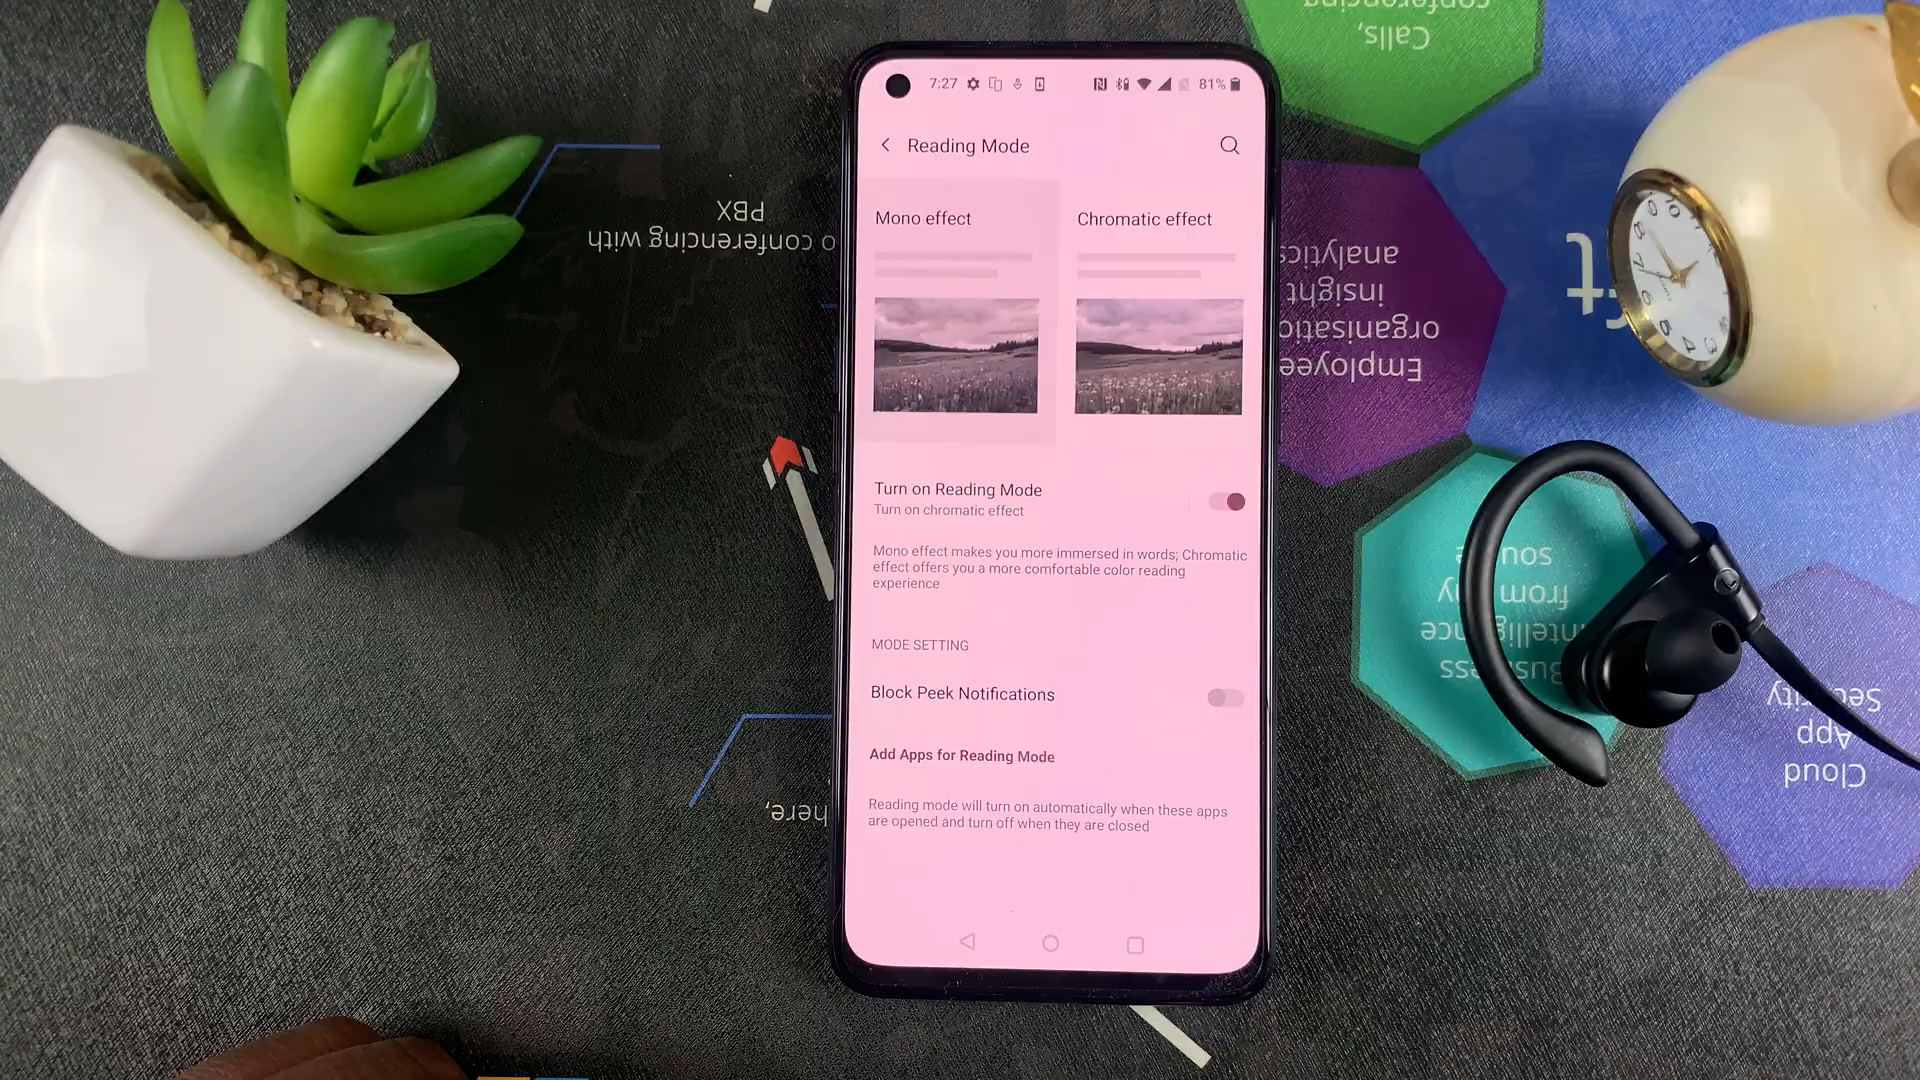 7:27
81%
Reading Mode
Mono effect
Chromatic effect
Turn on Reading Mode
Turn on chromatic effect
Mono effect makes you more immersed in words; Chromatic
effect offers you a more comfortable color reading
experience
MODE SETTING
Block Peek Notifications
Add Apps for Reading Mode
Reading mode will turn on automatically when these apps
are opened and turn off when they are closed
Calls,
conferencing
o conferencing with
PBX
here,
Employee
organisatio
insight
analytics
Cloud
App
Security
from
sou